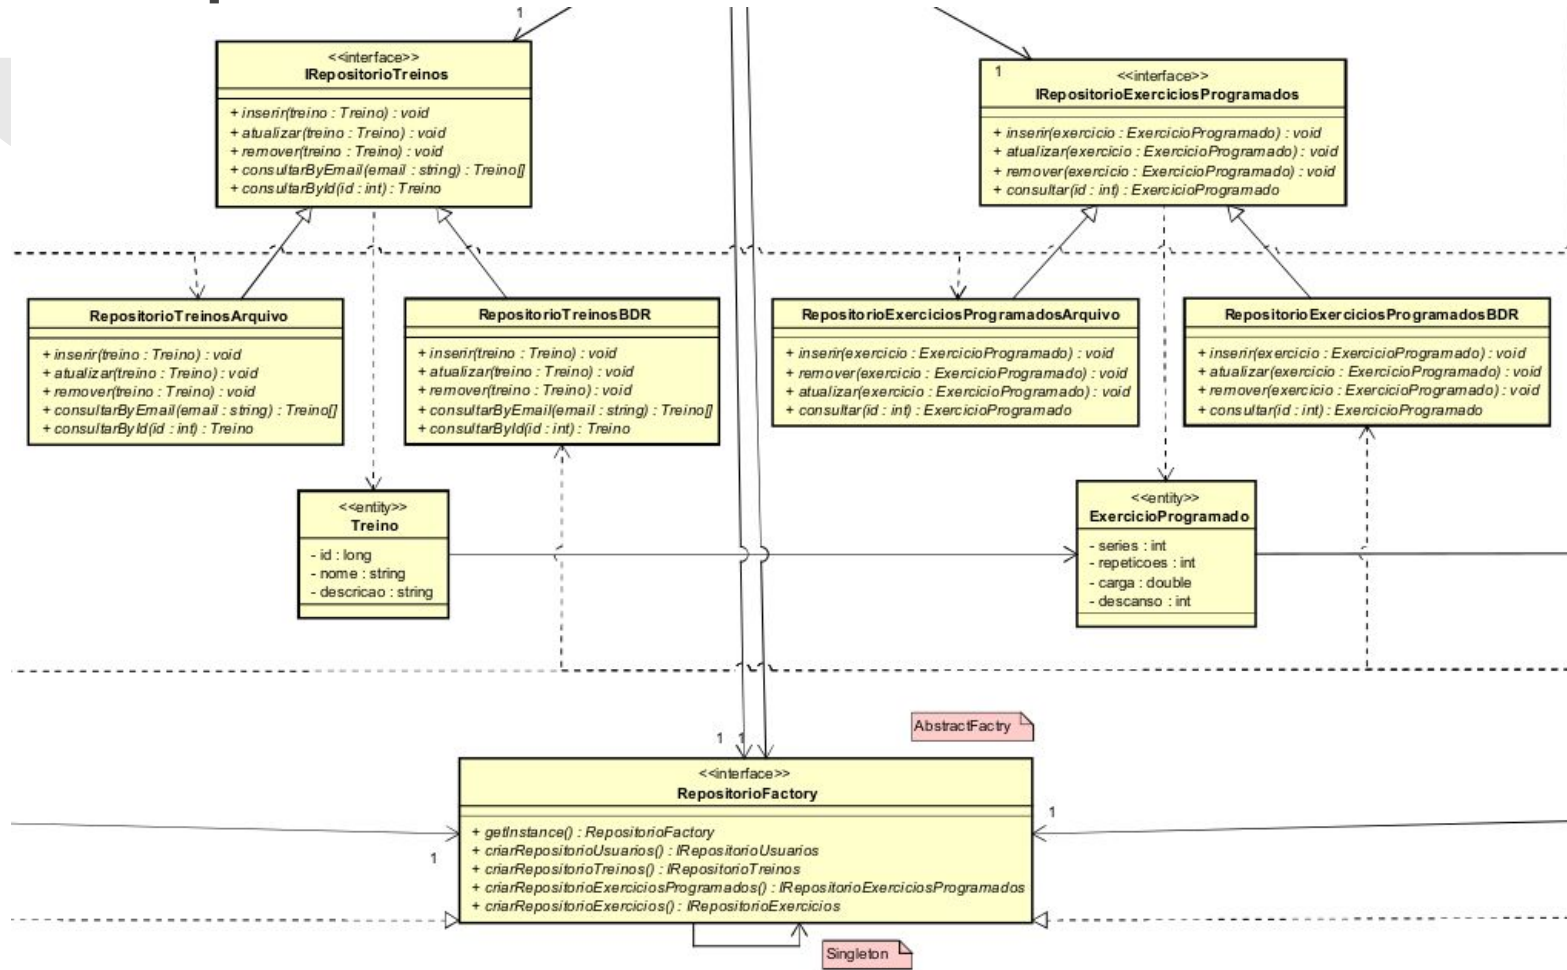 1
<<interface>>
IRepositorioTreinos
+ inserir(treino : Treino) : void
+ atualizar(treino : Treino) : void
+ remover(treino : Treino) : void
+ consultarByEmail(email : string) : Treino[]
+ consultarById(id : int) : Treino
1
<<interface>>
IRepositorioExerciciosProgramados
+ inserir(exercicio : ExercicioProgramado) : void
+ atualizar(exercicio : ExercicioProgramado) : void
+ remover(exercicio : ExercicioProgramado) : void
+ consultar(id : int) : ExercicioProgramado
RepositorioTreinosArquivo
+ inserir(treino : Treino) : void
+ atualizar(treino : Treino) : void
+ remover(treino : Treino) : void
+ consultarByEmail(email : string) : Treino[]
+ consultarById(id : int) : Treino
RepositorioTreinosBDR
+ inserir(treino : Treino) : void
+ atualizar(treino : Treino) : void
+ remover(treino : Treino) : void
+ consultarByEmail(email : string) : Treino[]
+ consultarById(id : int) : Treino
RepositorioExerciciosProgramadosArquivo
+ inserir(exercicio : ExercicioProgramado) : void
+ remover(exercicio : ExercicioProgramado) : void
+ atualizar(exercicio : ExercicioProgramado) : void
+ consultar(id : int) : ExercicioProgramado
RepositorioExerciciosProgramadosBDR
+ inserir(exercicio : ExercicioProgramado) : void
+ atualizar(exercicio : ExercicioProgramado) : void
+ remover(exercicio : ExercicioProgramado) : void
+ consultar(id : int) : ExercicioProgramado
<<entity>>
Treino
- id : long
- nome : string
- descricao : string
<<entity>>
ExercicioProgramado
- series : int
- repeticoes : int
- carga : double
- descanso : int
AbstractFactry
1 1
<<interface>>
RepositorioFactory
+ getInstance() : RepositorioFactory
+ criarRepositorioUsuarios() : IRepositorioUsuarios
+ criarRepositorioTreinos() : IRepositorioTreinos
+ criarRepositorioExerciciosProgramados() : IRepositorioExerciciosProgramados
+ criarRepositorioExercicios() : IRepositorioExercicios
1
1
Singleton